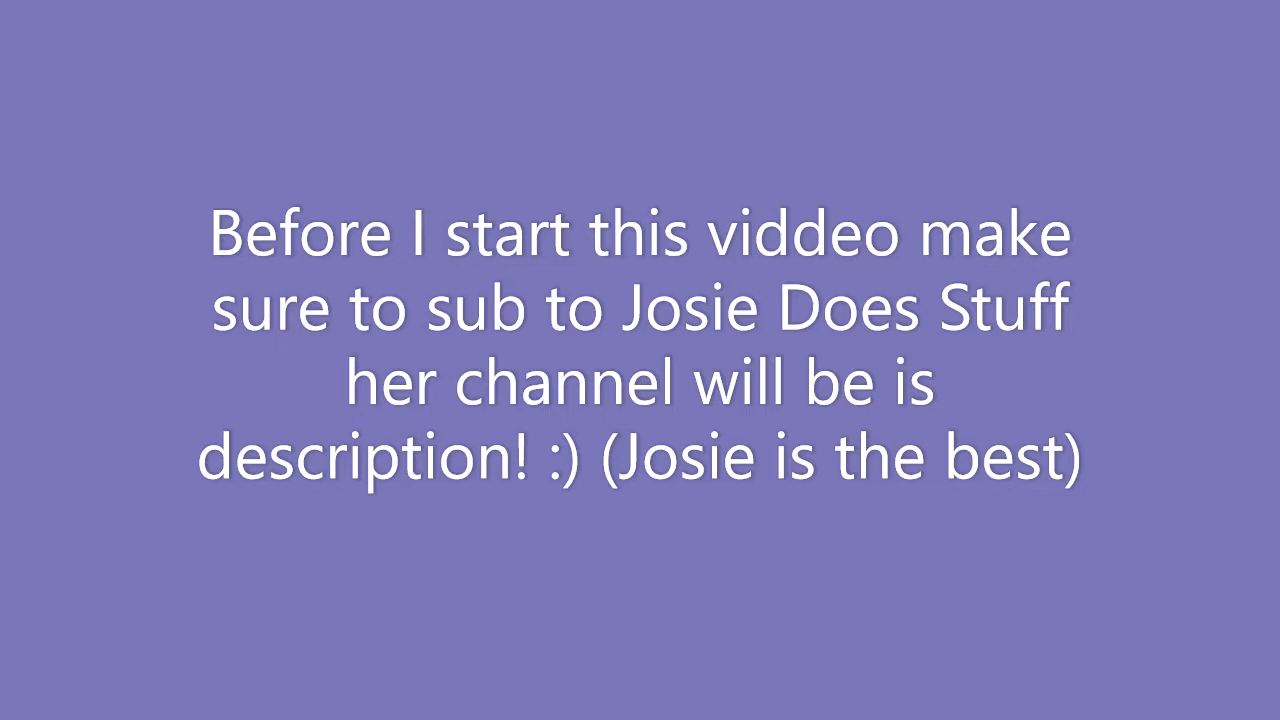 Before I start this viddeo make
sure to sub to Josie Does Stuff
her channel will be is
description! :) (Josie is the best)